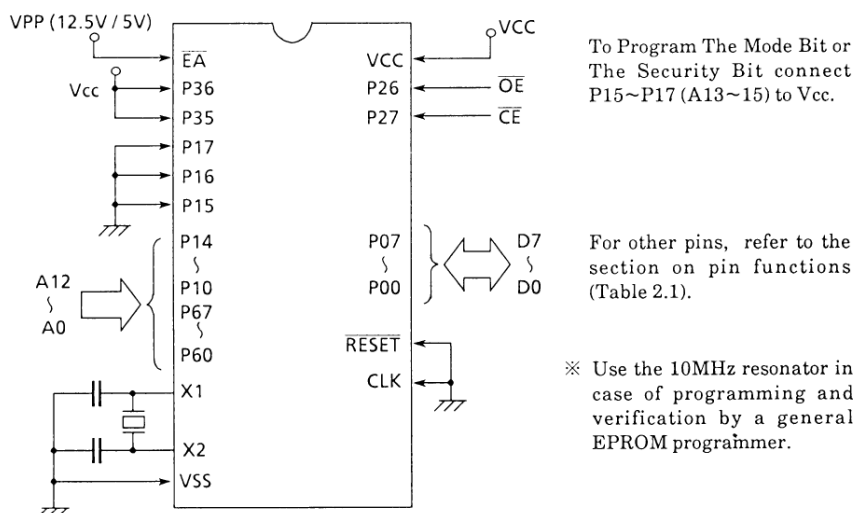 VPP (12.5V / 5V)
EA
Vcc
P36
P35
P17
P16
P15
P14
P10
P67
P60
A12
A0
X1
X2
VSS
VCC
VCC
P26
OE
P27
CE
P07
P00
D7
D0
RESET
CLK
To Program The Mode Bit or
The Security Bit connect
P15~P17 (A13~15) to Vcc.
For other pins, refer to the
section on pin functions
(Table 2.1).
※ Use the 10MHz resonator in
case of programming and
verification by a general
EPROM programmer.